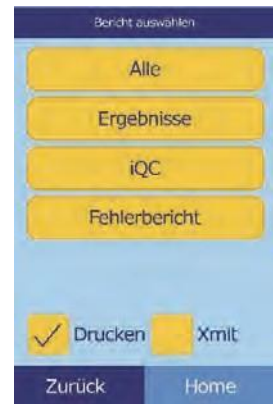 Bericht auswählen
Alle
Ergebnisse
iQC
Fehlerbericht
Drucken Xmit
Zurück Home